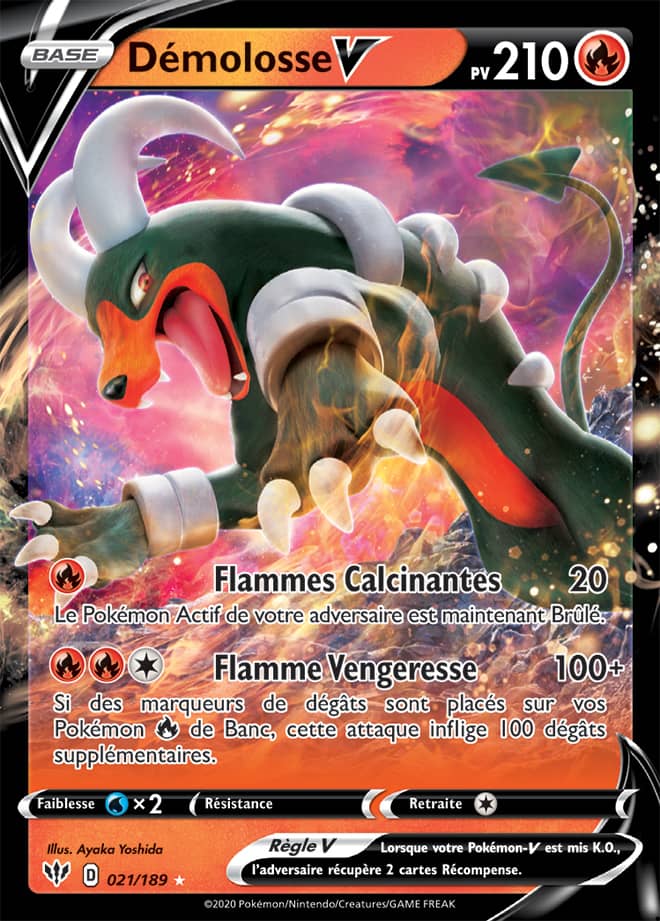 BASE Démolosse V PV 210
Flammes Calcinantes 20
Le Pokémon Actif de votre adversaire est maintenant Brûlé.
Flamme Vengeresse 100+
Si des marqueurs de dégâts sont placés sur vos
Pokémon de Banc, cette attaque inflige 100 dégâts
supplémentaires.
Faiblesse ×2 Résistance Retraite
Illus. Ayaka Yoshida
Règle V Lorsque votre Pokémon-V est mis K.O.,
l'adversaire récupère 2 cartes Récompense.
D 021/189
©2020 Pokémon/Nintendo/Creatures/GAME FREAK